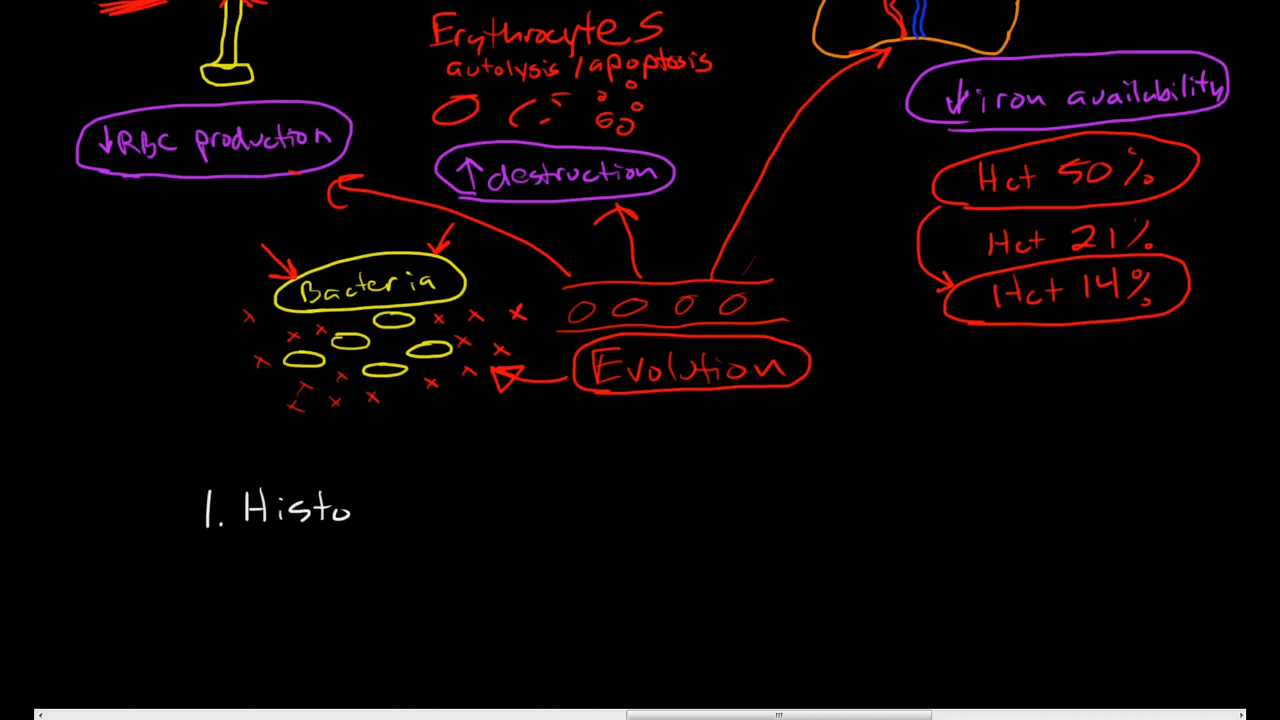 Erythrocytes
autolysis / apoptosis
↓ iron availability
↓ RBC production
↑ destruction
Hct 50%
Hct 21%
Hct 14%
Bacteria
Evolution
1. Histo